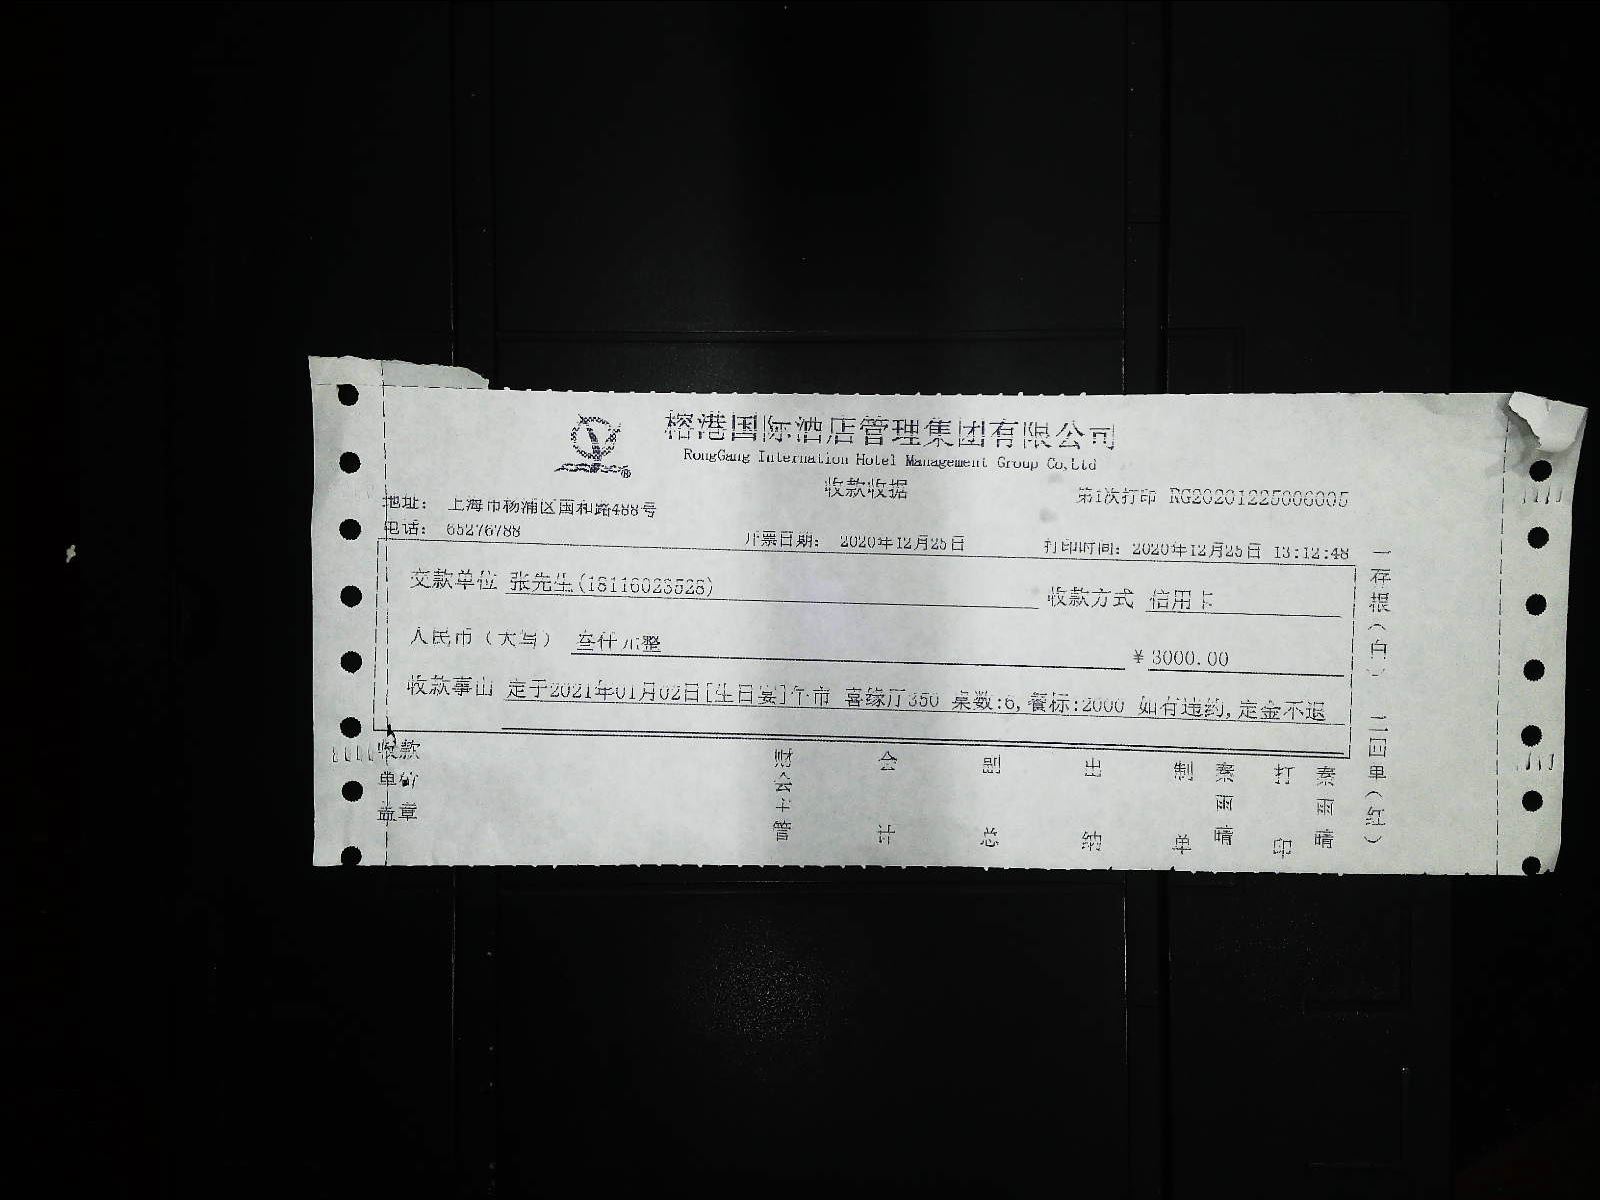 榕港国际酒店管理集团有限公司
RongGang Internation Hotel Management Group Co,Ltd
收款收据
第1次打印 RG20201225006005
地址： 上海市杨浦区国和路488号
电话： 65276788
开票日期： 2020年12月25日
打印时间：2020年12月25日 13:12:48
交款单位 张先生(18116023528)
收款方式 信用卡
人民币（大写） 叁仟元整
¥ 3000.00
收款事由 定于2021年01月02日[生日宴]午市 喜缘厅350 桌数:6,餐标:2000 如有违约,定金不退
一存根（白） 二回单（红）
收款单位盖章
财会主管
会计
副总
出纳
制单 秦雨晴
打印 秦雨晴